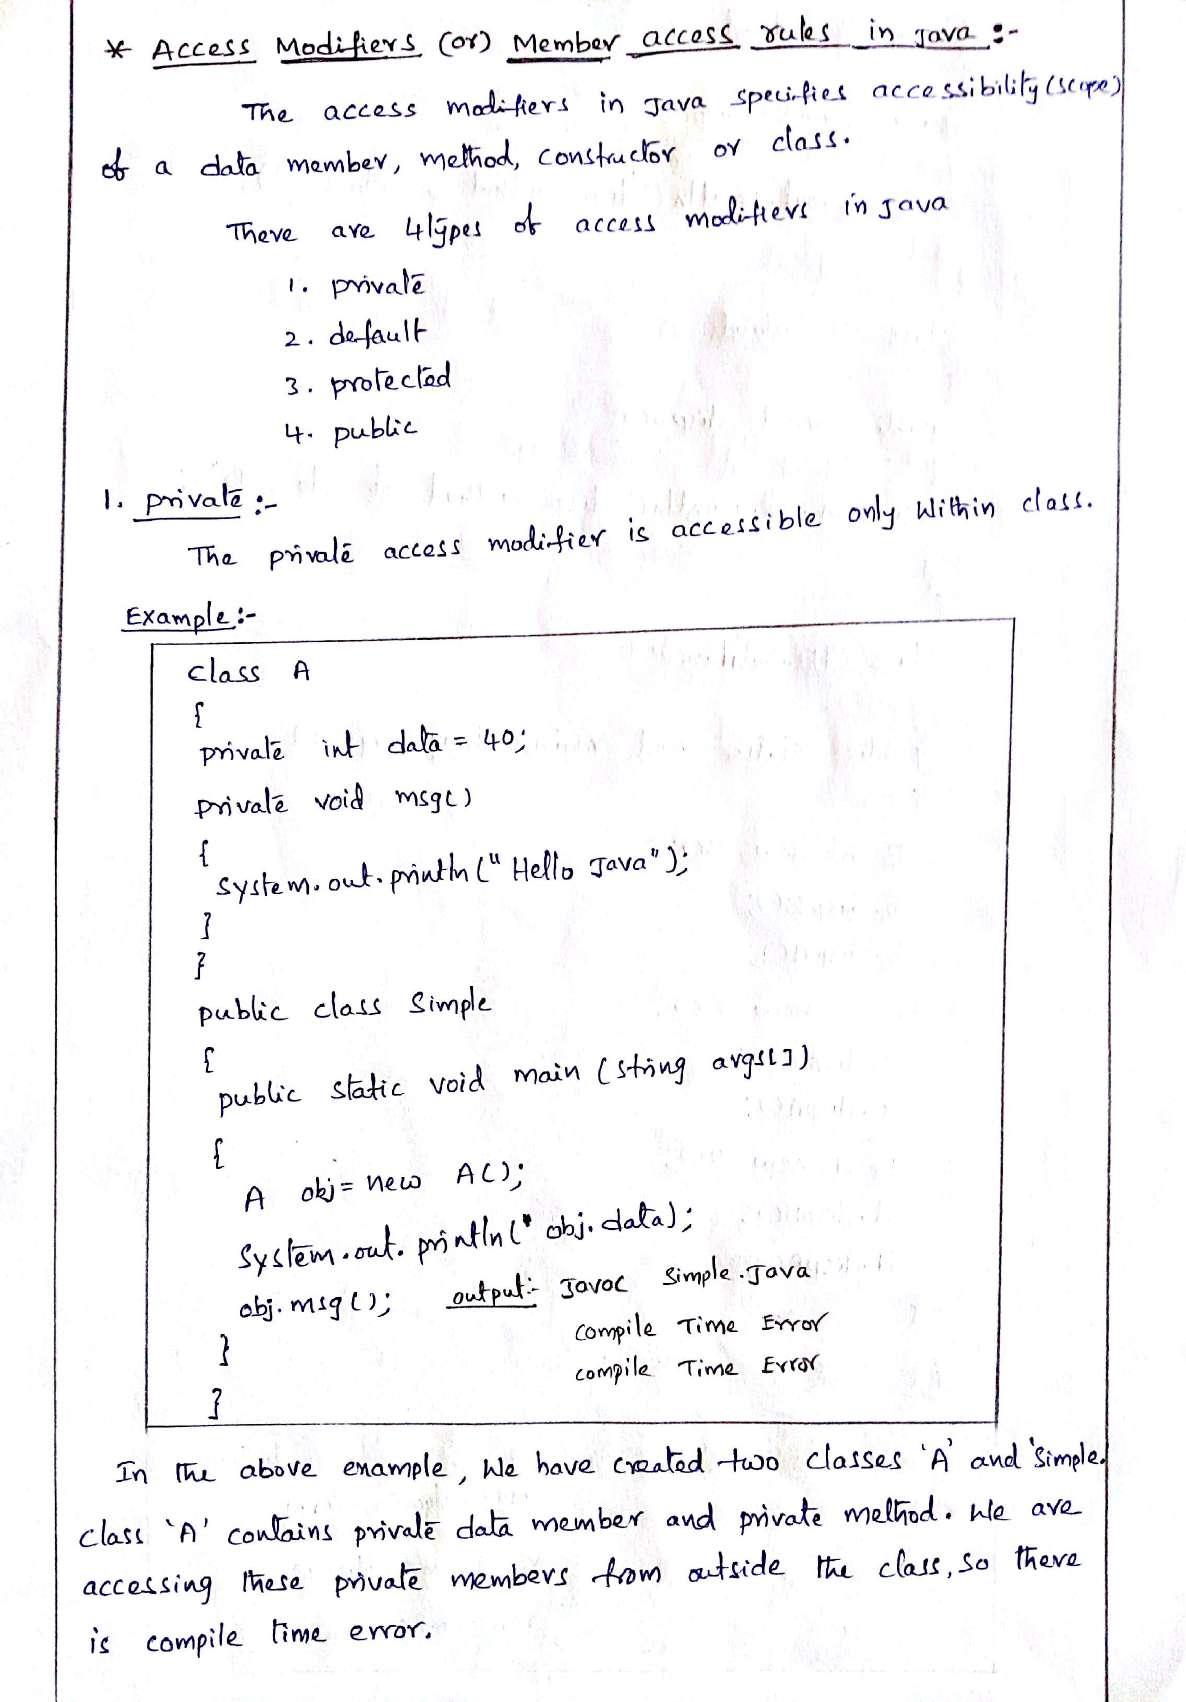 * Access Modifiers (or) Member access rules in Java :-
The access modifiers in Java specifies accessibility (scope)
of a data member, method, constructor or class.
There are 4 types of access modifiers in Java
1. private
2. default
3. protected
4. public
1. private :-
The private access modifier is accessible only within class.
Example :-
class A
{
private int data = 40;
private void msg()
{
System.out.println(" Hello Java");
}
}
public class Simple
{
public static void main (string args[])
{
A obj = new A();
System.out.println(" obj.data);
obj.msg(); output:- Javac Simple.Java
}
compile Time Error
compile Time Error
}
In the above example, we have created two classes 'A' and 'Simple.
class 'A' contains private data member and private method. We are
accessing these private members from outside the class, so there
is compile time error.